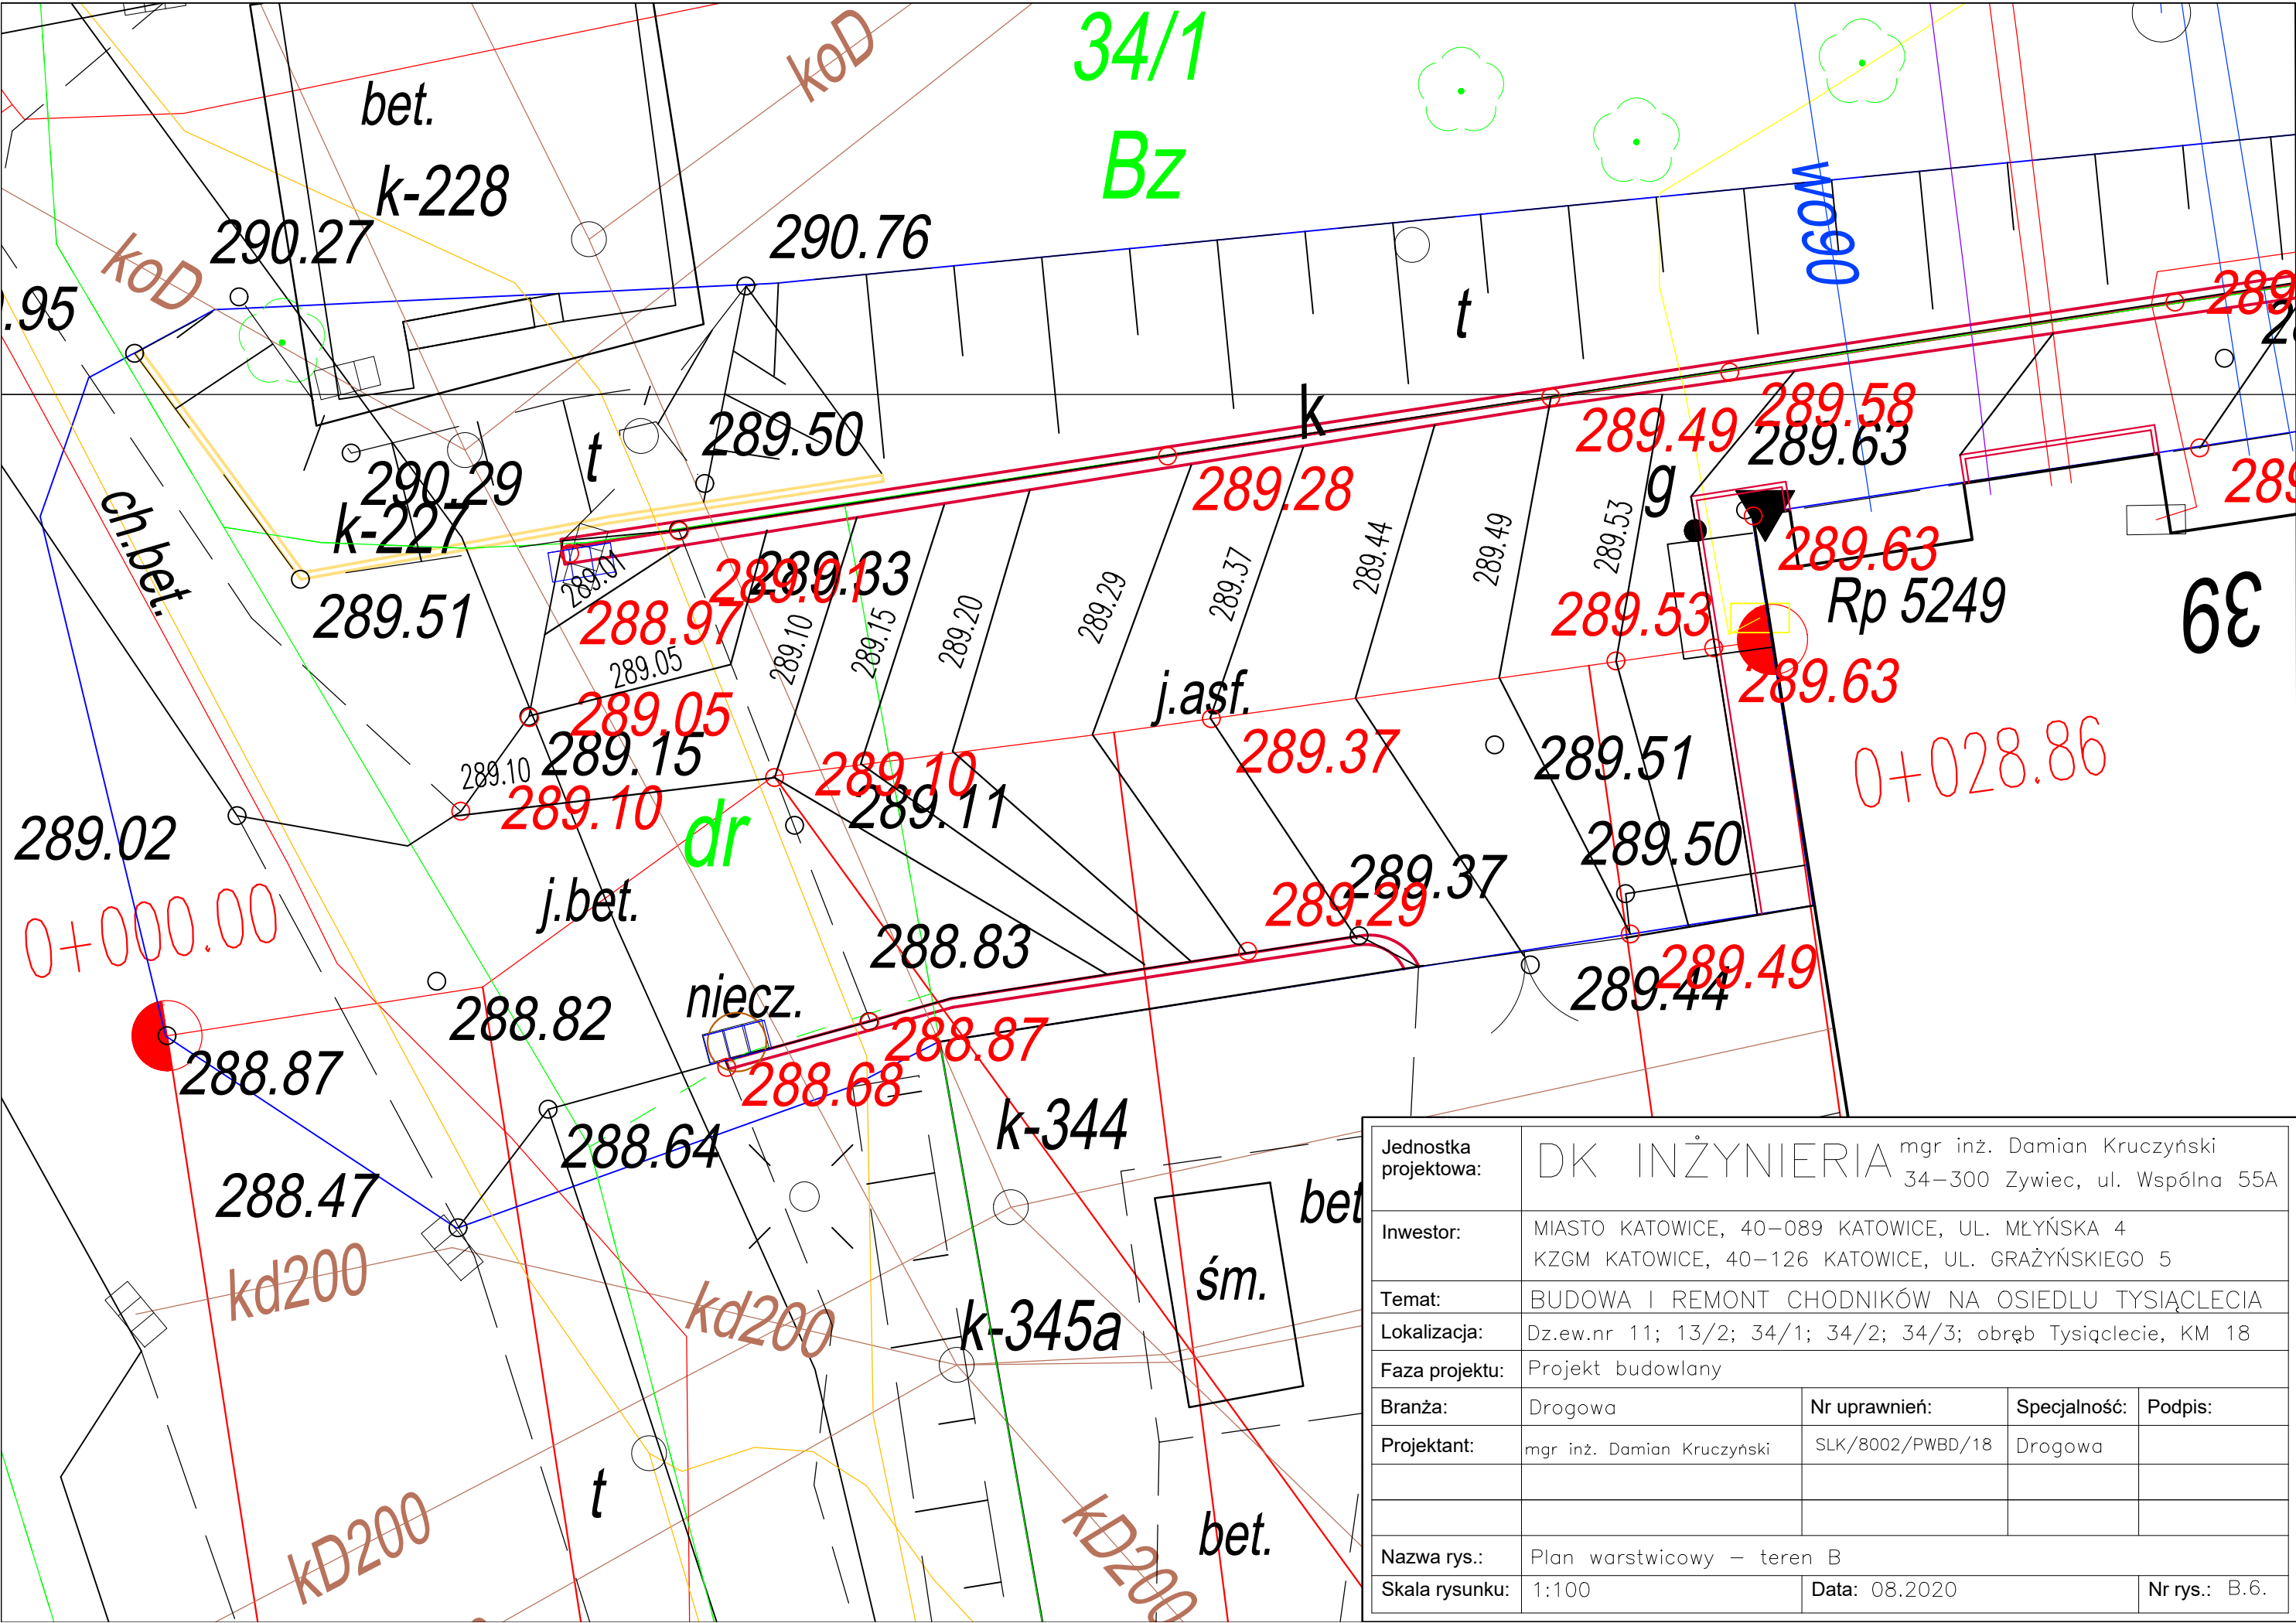 34/1
Bz
koD
bet.
k-228
290.27
290.76
koD
.95
w090
t
k
289.58
289.49
289.63
g
289.50
t
290.29
k-227
289.28
ch.bet.
289.51
289.33
289.01
288.97
289.01
289.05
289.10
289.15
289.20
289.29
289.37
289.44
289.49
289.53
289.63
Rp 5249
39
289.53
289.63
289.05
289.15
289.10
289.10
j.asf.
289.37
289.51
0+028.86
289.10
289.11
dr
289.02
289.50
289.37
289.29
j.bet.
0+000.00
288.83
niecz.
289.44
289.49
288.82
288.87
288.87
288.68
288.64
k-344
288.47
bet
śm.
kd200
kd200
k-345a
t
kD200
kD200
bet.
Jednostka projektowa:
DK INŻYNIERIA
mgr inż. Damian Kruczyński
34-300 Zywiec, ul. Wspólna 55A
Inwestor:
MIASTO KATOWICE, 40-089 KATOWICE, UL. MŁYŃSKA 4
KZGM KATOWICE, 40-126 KATOWICE, UL. GRAŻYŃSKIEGO 5
Temat: BUDOWA I REMONT CHODNIKÓW NA OSIEDLU TYSIĄCLECIA
Lokalizacja: Dz.ew.nr 11; 13/2; 34/1; 34/2; 34/3; obręb Tysiąclecie, KM 18
Faza projektu: Projekt budowlany
Branża: Drogowa Nr uprawnień: Specjalność: Podpis:
Projektant: mgr inż. Damian Kruczyński SLK/8002/PWBD/18 Drogowa
Nazwa rys.: Plan warstwicowy - teren B
Skala rysunku: 1:100 Data: 08.2020 Nr rys.: B.6.